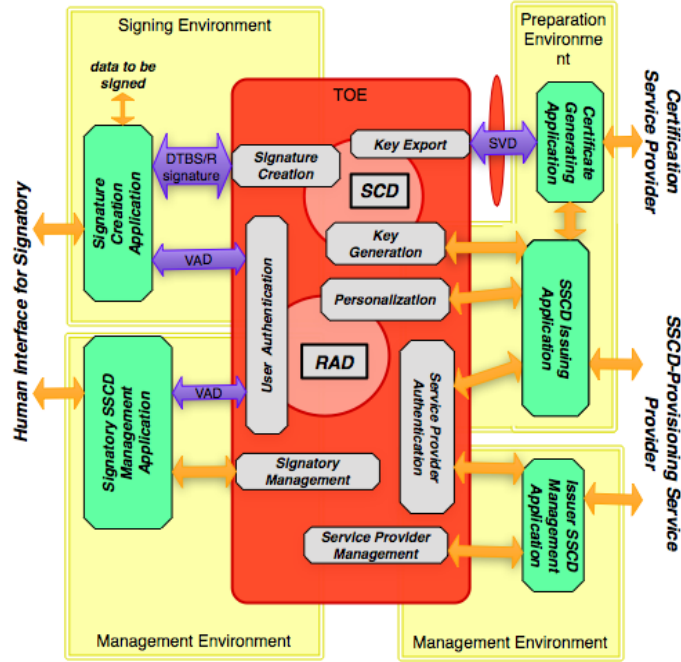 Signing Environment
data to be
signed
Signature
Creation
Application
DTBS/R
signature
VAD
Human Interface for Signatory
Signatory SSCD
Management
Application
VAD
Management Environment
TOE
Signature
Creation
Key Export
SCD
Key
Generation
User Authentication
Personalization
RAD
Service Provider
Authentication
Signatory
Management
Service Provider
Management
Preparation
Environme
nt
SVD
Certificate
Generating
Application
Certification
Service Provider
SSCD Issuing
Application
SSCD-Provisioning Service
Provider
Issuer SSCD
Management
Application
Management Environment